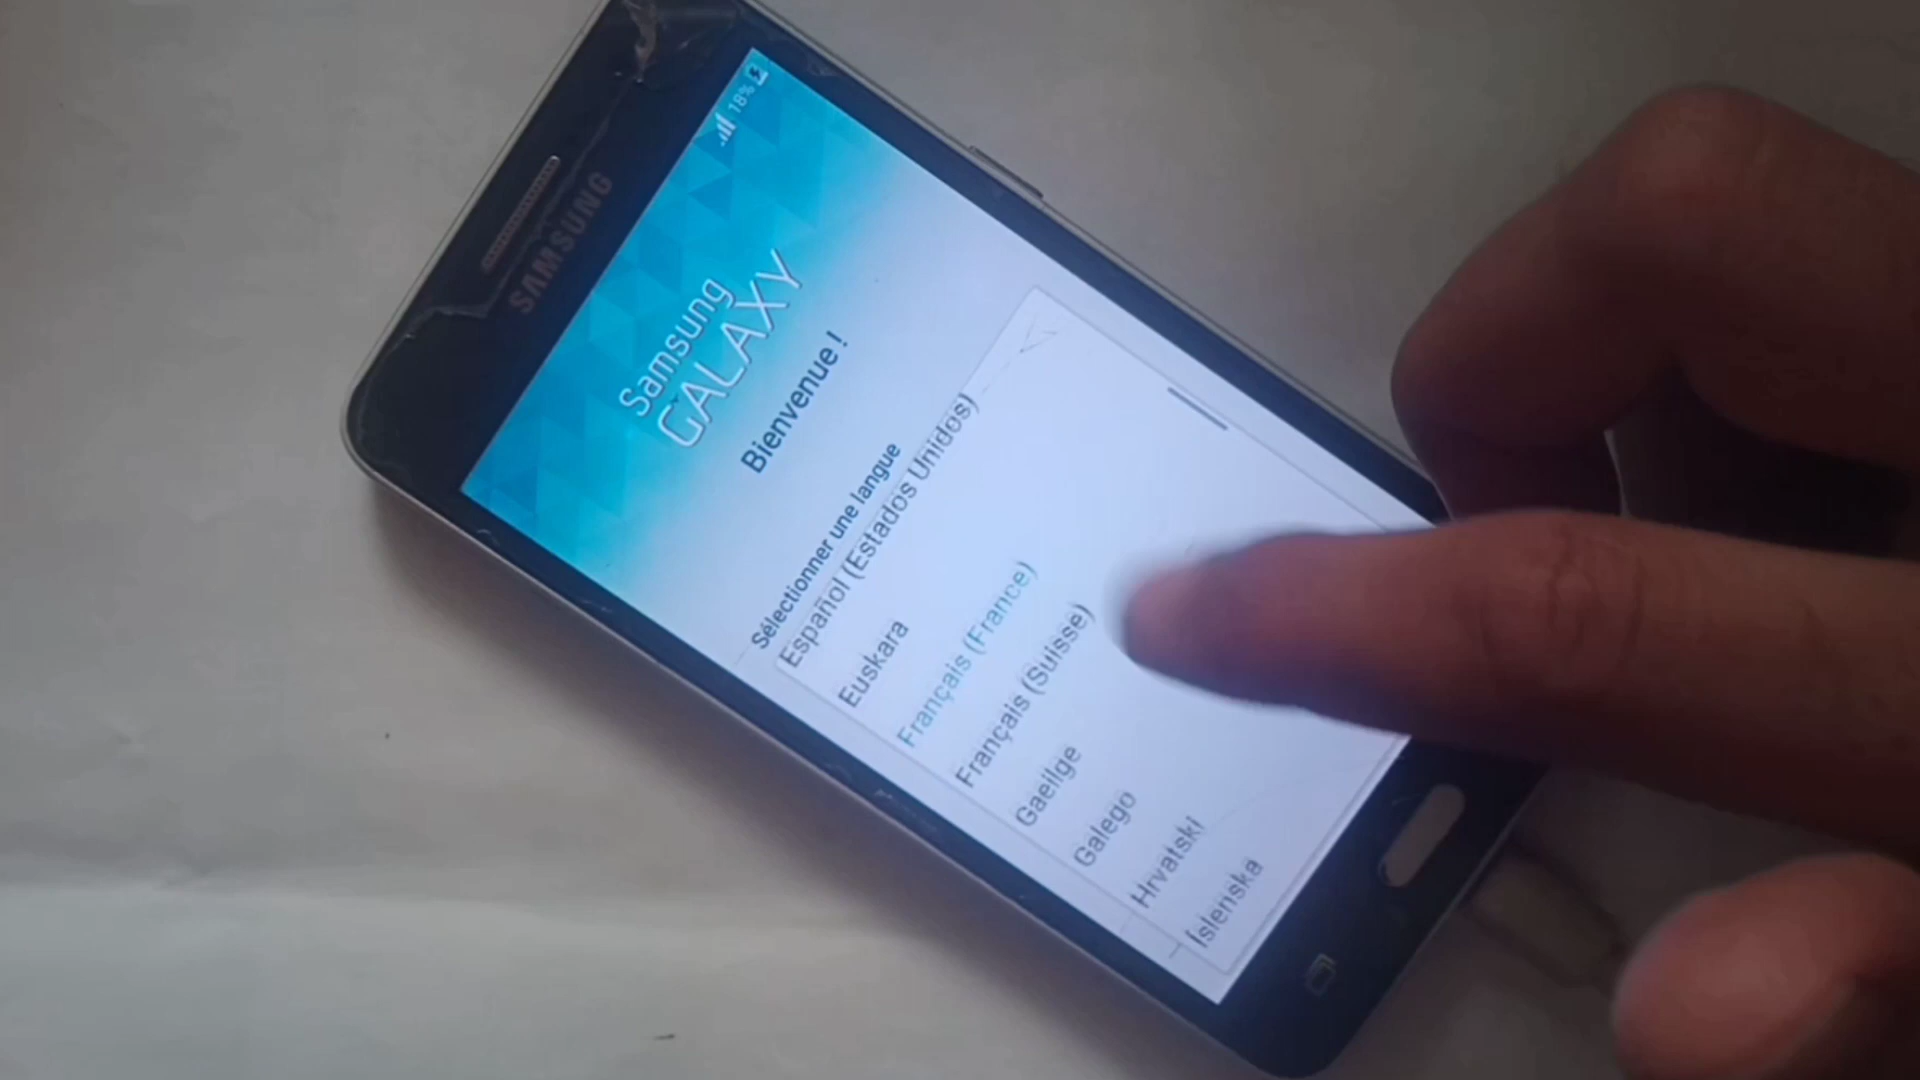 SAMSUNG
18%
Samsung
GALAXY
Bienvenue !
Sélectionner une langue
Español (Estados Unidos)
Euskara
Français (France)
Français (Suisse)
Gaeilge
Galego
Hrvatski
Íslenska